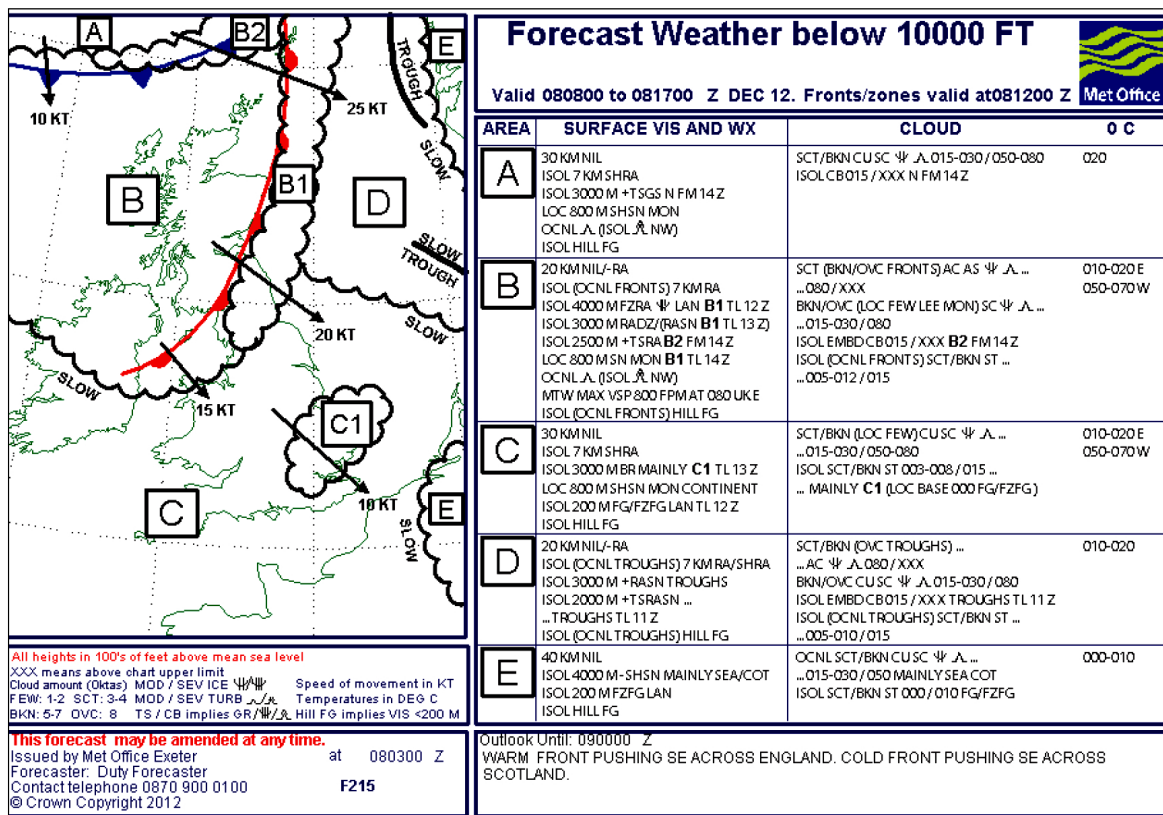 A
B2
E
TROUGH
10 KT
25 KT
SLOW
B
B1
D
SLOW
TROUGH
20 KT
SLOW
SLOW
15 KT
C1
10 KT
C
SLOW
E
All heights in 100's of feet above mean sea level
XXX means above chart upper limit
Cloud amount (Oktas) MOD / SEV ICE Speed of movement in KT
FEW: 1-2 SCT: 3-4 MOD / SEV TURB Temperatures in DEG C
BKN: 5-7 OVC: 8 TS / CB implies GR/ / Hill FG implies VIS <200 M
This forecast may be amended at any time.
Issued by Met Office Exeter at 080300 Z
Forecaster: Duty Forecaster
Contact telephone 0870 900 0100 F215
© Crown Copyright 2012
Forecast Weather below 10000 FT
Valid 080800 to 081700 Z DEC 12. Fronts/zones valid at081200 Z
Met Office
AREA SURFACE VIS AND WX CLOUD 0 C
A
30 KM NIL
ISOL 7 KM SHRA
ISOL 3000 M +TSGS N FM 14 Z
LOC 800 M SHSN MON
OCNL (ISOL NW)
ISOL HILL FG
SCT/BKN CU SC 015-030 / 050-080
ISOL CB 015 / XXX N FM 14 Z
020
B
20 KM NIL/-RA
ISOL (OCNL FRONTS) 7 KM RA
ISOL 4000 M FZRA LAN B1 TL 12 Z
ISOL 3000 M RADZ/(RASN B1 TL 13 Z)
ISOL 2500 M +TSRA B2 FM 14 Z
LOC 800 M SN MON B1 TL 14 Z
OCNL (ISOL NW)
MTW MAX VSP 800 FPM AT 080 UK E
ISOL (OCNL FRONTS) HILL FG
SCT (BKN/OVC FRONTS) AC AS ...
...080 / XXX
BKN/OVC (LOC FEW LEE MON) SC ...
...015-030 / 080
ISOL EMBD CB 015 / XXX B2 FM 14 Z
ISOL (OCNL FRONTS) SCT/BKN ST ...
...005-012 / 015
010-020 E
050-070 W
C
30 KM NIL
ISOL 7 KM SHRA
ISOL 3000 M BR MAINLY C1 TL 13 Z
LOC 800 M SHSN MON CONTINENT
ISOL 200 M FG/FZFG LAN TL 12 Z
ISOL HILL FG
SCT/BKN (LOC FEW) CU SC ...
...015-030 / 050-080
ISOL SCT/BKN ST 003-008 / 015 ...
... MAINLY C1 (LOC BASE 000 FG/FZFG)
010-020 E
050-070 W
D
20 KM NIL/-RA
ISOL (OCNL TROUGHS) 7 KM RA/SHRA
ISOL 3000 M +RASN TROUGHS
ISOL 2000 M +TSRASN ...
...TROUGHS TL 11 Z
ISOL (OCNL TROUGHS) HILL FG
SCT/BKN (OVC TROUGHS) ...
...AC 080 / XXX
BKN/OVC CU SC 015-030 / 080
ISOL EMBD CB 015 / XXX TROUGHS TL 11 Z
ISOL (OCNL TROUGHS) SCT/BKN ST ...
...005-010 / 015
010-020
E
40 KM NIL
ISOL 4000 M -SHSN MAINLY SEA/COT
ISOL 200 M FZFG LAN
ISOL HILL FG
OCNL SCT/BKN CU SC ...
...015-030 / 050 MAINLY SEA COT
ISOL SCT/BKN ST 000 / 010 FG/FZFG
000-010
Outlook Until: 090000 Z
WARM FRONT PUSHING SE ACROSS ENGLAND. COLD FRONT PUSHING SE ACROSS
SCOTLAND.